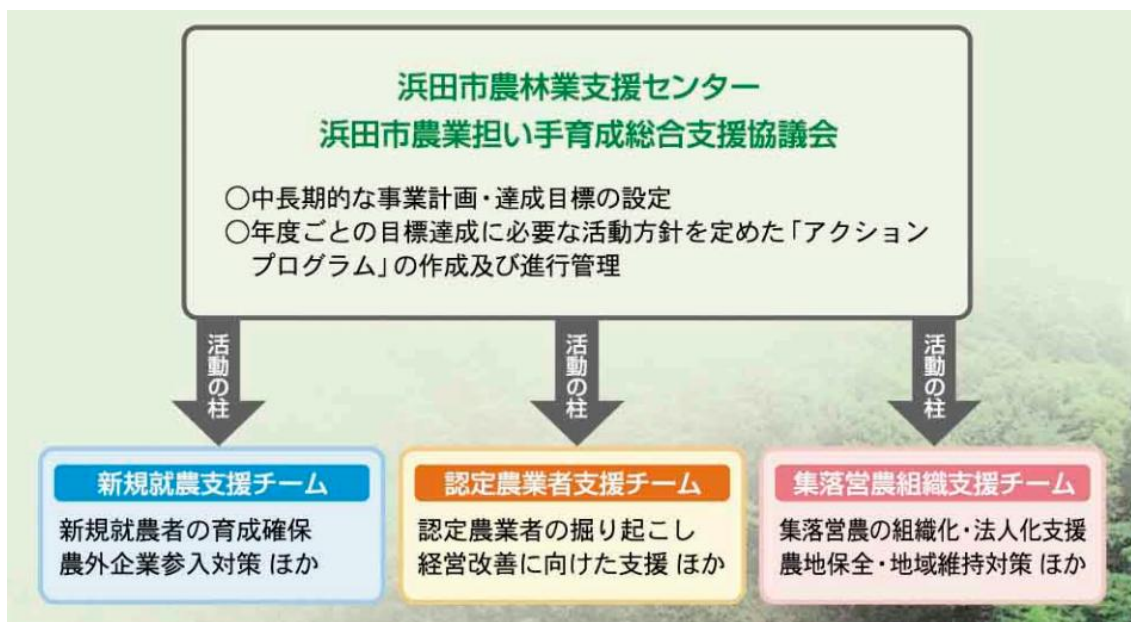 浜田市農林業支援センター
浜田市農業担い手育成総合支援協議会
○中長期的な事業計画・達成目標の設定
○年度ごとの目標達成に必要な活動方針を定めた「アクション
プログラム」の作成及び進行管理
活動の柱
活動の柱
活動の柱
新規就農支援チーム
新規就農者の育成確保
農外企業参入対策 ほか
認定農業者支援チーム
認定農業者の掘り起こし
経営改善に向けた支援 ほか
集落営農組織支援チーム
集落営農の組織化・法人化支援
農地保全・地域維持対策 ほか